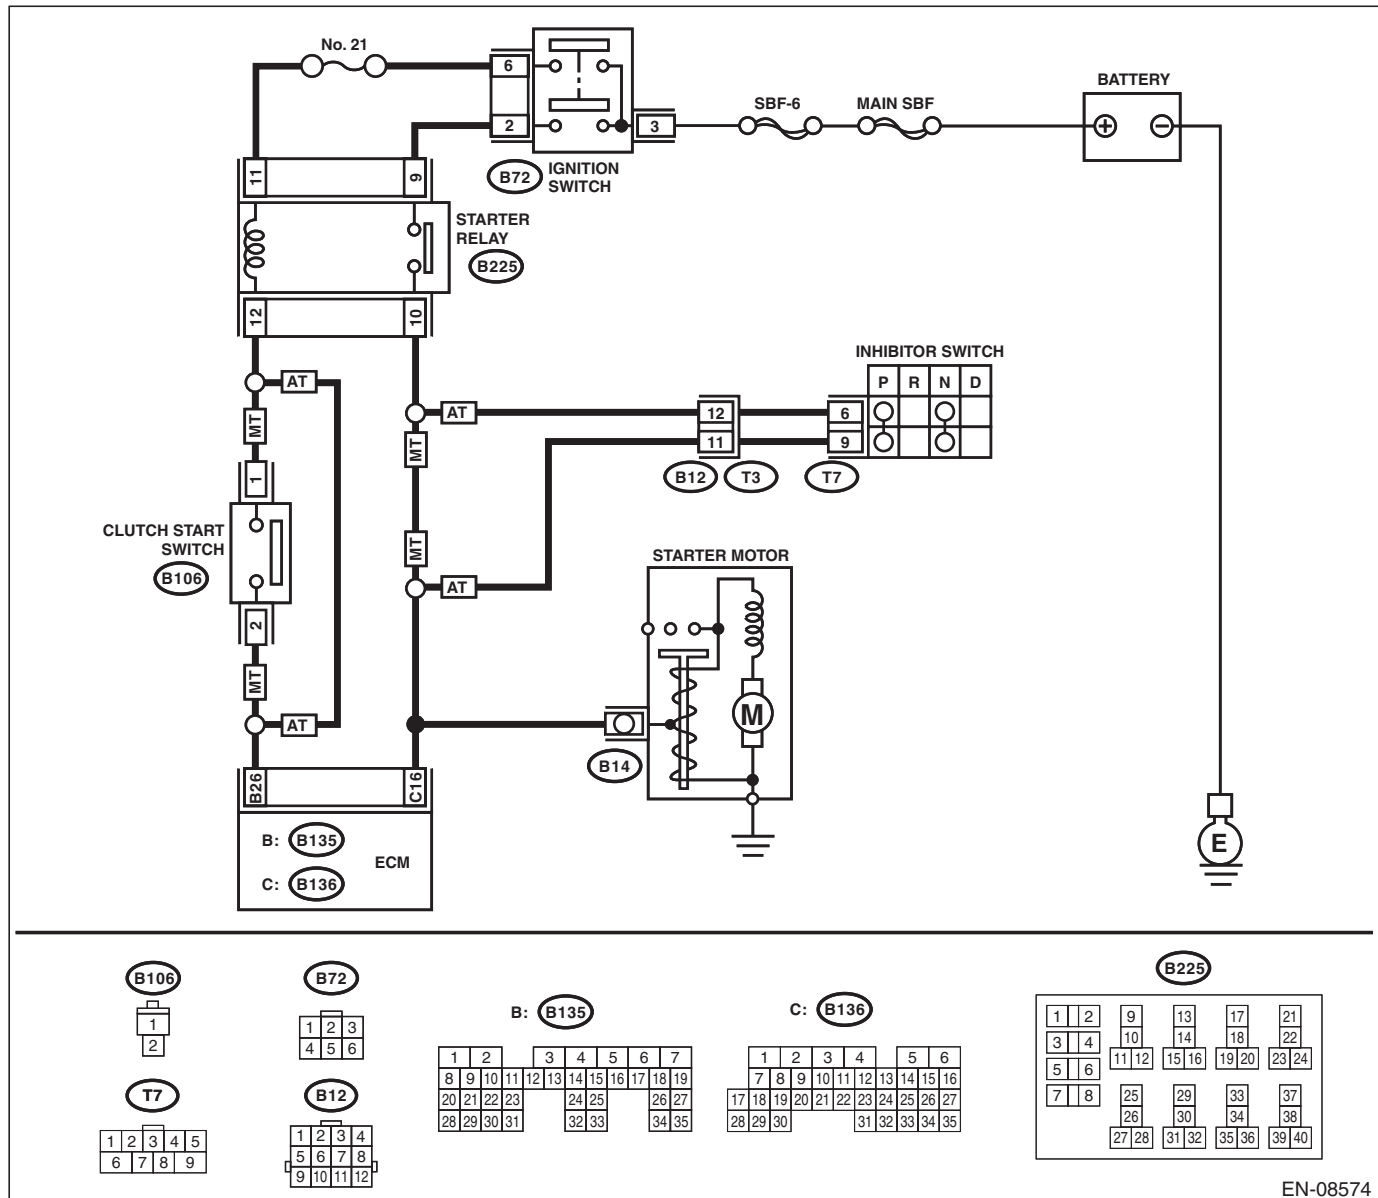 No. 21
6
2
3
B72
IGNITION
SWITCH
SBF-6
MAIN SBF
BATTERY
+
−
11
9
STARTER
RELAY
B225
12
10
AT
MT
AT
MT
1
CLUTCH START
SWITCH
B106
2
MT
AT
MT
AT
12
11
B12
T3
6
9
T7
INHIBITOR SWITCH
P R N D
STARTER MOTOR
M
B14
B26
C16
B: B135
ECM
C: B136
E
B106
1
2
B72
1 2 3
4 5 6
T7
1 2 3 4 5
6 7 8 9
B12
1 2 3 4
5 6 7 8
9 10 11 12
B: B135
1 2 3 4 5 6 7
8 9 10 11 12 13 14 15 16 17 18 19
20 21 22 23 24 25 26 27
28 29 30 31 32 33 34 35
C: B136
1 2 3 4 5 6
7 8 9 10 11 12 13 14 15 16
17 18 19 20 21 22 23 24 25 26 27
28 29 30 31 32 33 34 35
B225
1 2 9 13 17 21
3 4 10 14 18 22
11 12 15 16 19 20 23 24
5 6
7 8 25 29 33 37
26 30 34 38
27 28 31 32 35 36 39 40
EN-08574